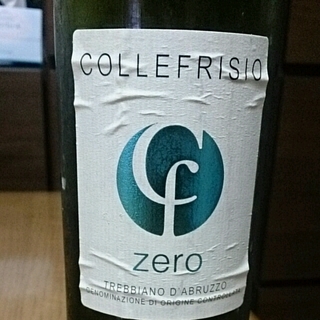 COLLEFRISIO
Cf
zero
TREBBIANO D'ABRUZZO
DENOMINAZIONE DI ORIGINE CONTROLLATA